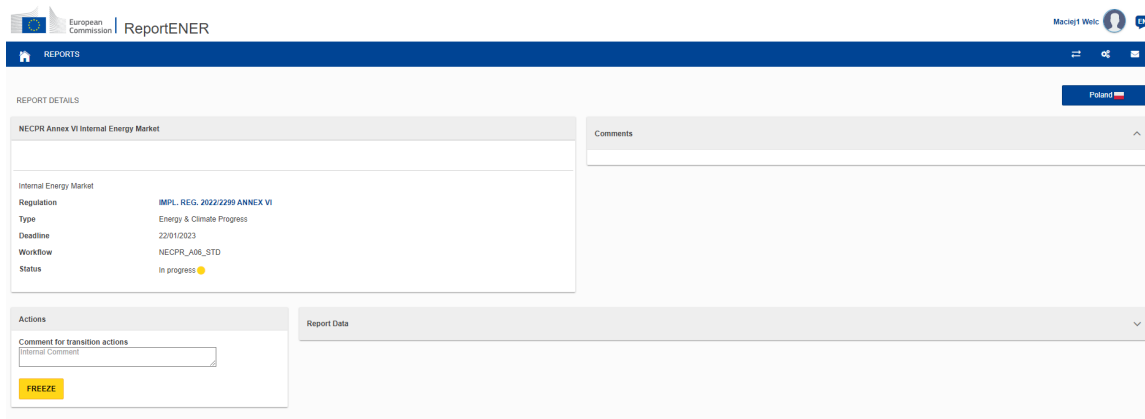 European
Commission
ReportENER
Maciej1 Welc
EN
REPORTS
REPORT DETAILS
Poland
NECPR Annex VI Internal Energy Market
Comments
Internal Energy Market
Regulation IMPL. REG. 2022/2299 ANNEX VI
Type Energy & Climate Progress
Deadline 22/01/2023
Workflow NECPR_A06_STD
Status In progress
Actions
Report Data
Comment for transition actions
Internal Comment
FREEZE